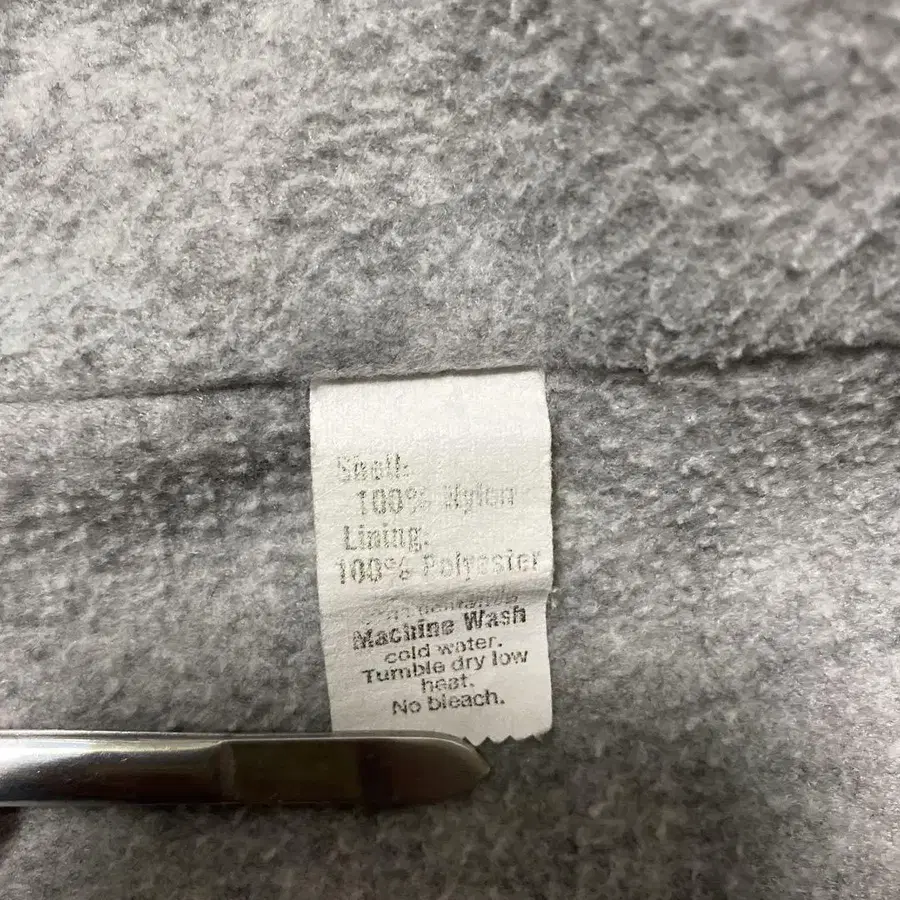 Shell:
100% Nylon
Lining.
100% Polyester
Machine Wash
cold water.
Tumble dry low
heat.
No bleach.